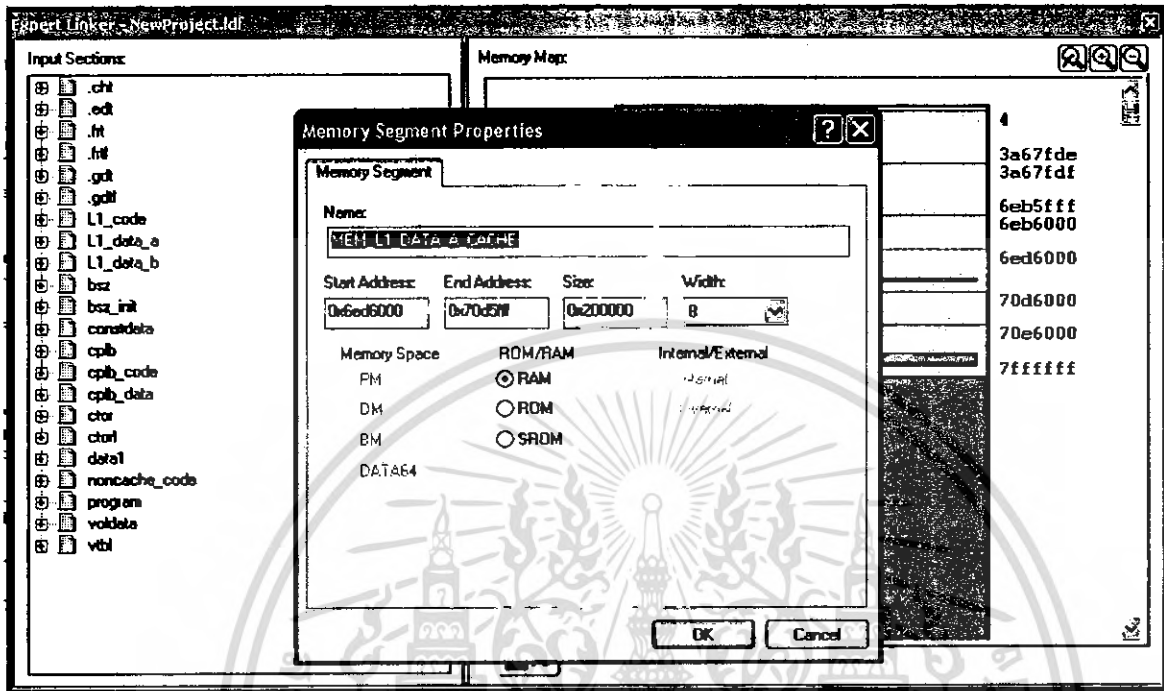 Expert Linker - NewProject.ldf
Input Sections:
.cht
.edt
.frt
.frtl
.gdt
.gdtl
L1_code
L1_data_a
L1_data_b
bsz
bsz_init
constdata
cplb
cplb_code
cplb_data
ctor
ctorl
data1
noncache_code
program
voldata
vtbl
Memory Map:
4
3a67fde
3a67fdf
6eb5fff
6eb6000
6ed6000
70d6000
70e6000
7ffffff
Memory Segment Properties
Memory Segment
Name:
MEM_L1_DATA_A_CACHE
Start Address: End Address: Size: Width:
0x6ed6000 0x70d5fff 0x200000 8
Memory Space ROM/RAM Internal/External
PM RAM Internal
DM ROM External
BM SROM
DATA64
OK Cancel